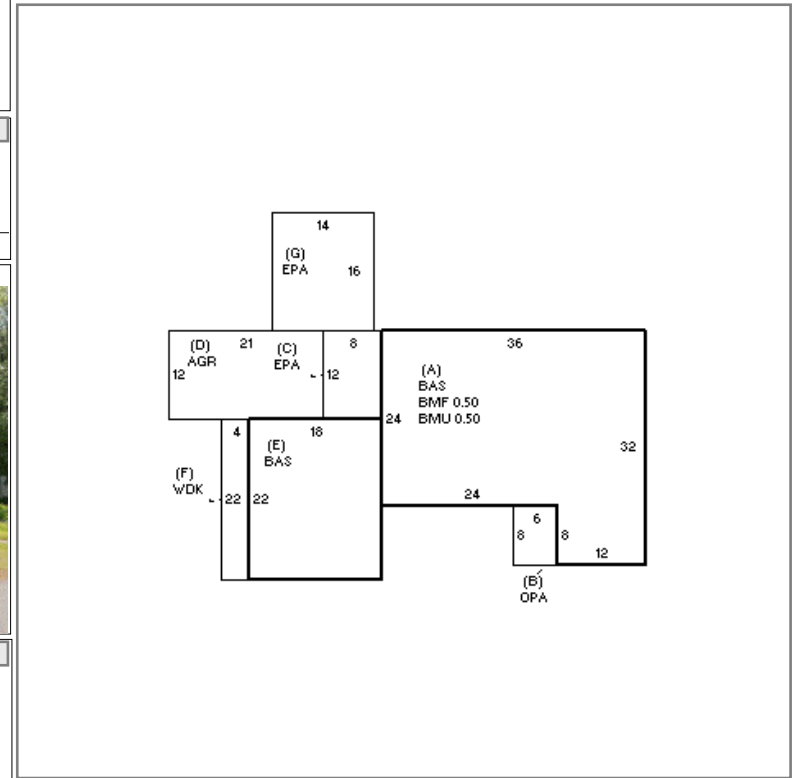 14
(G)
EPA
16
(D)
AGR
21
12
(C)
EPA
8
12
36
(A)
BAS
BMF 0.50
BMU 0.50
24
32
4
18
(E)
BAS
(F)
WDK
22
22
24
6
8
8
12
(B)
OPA